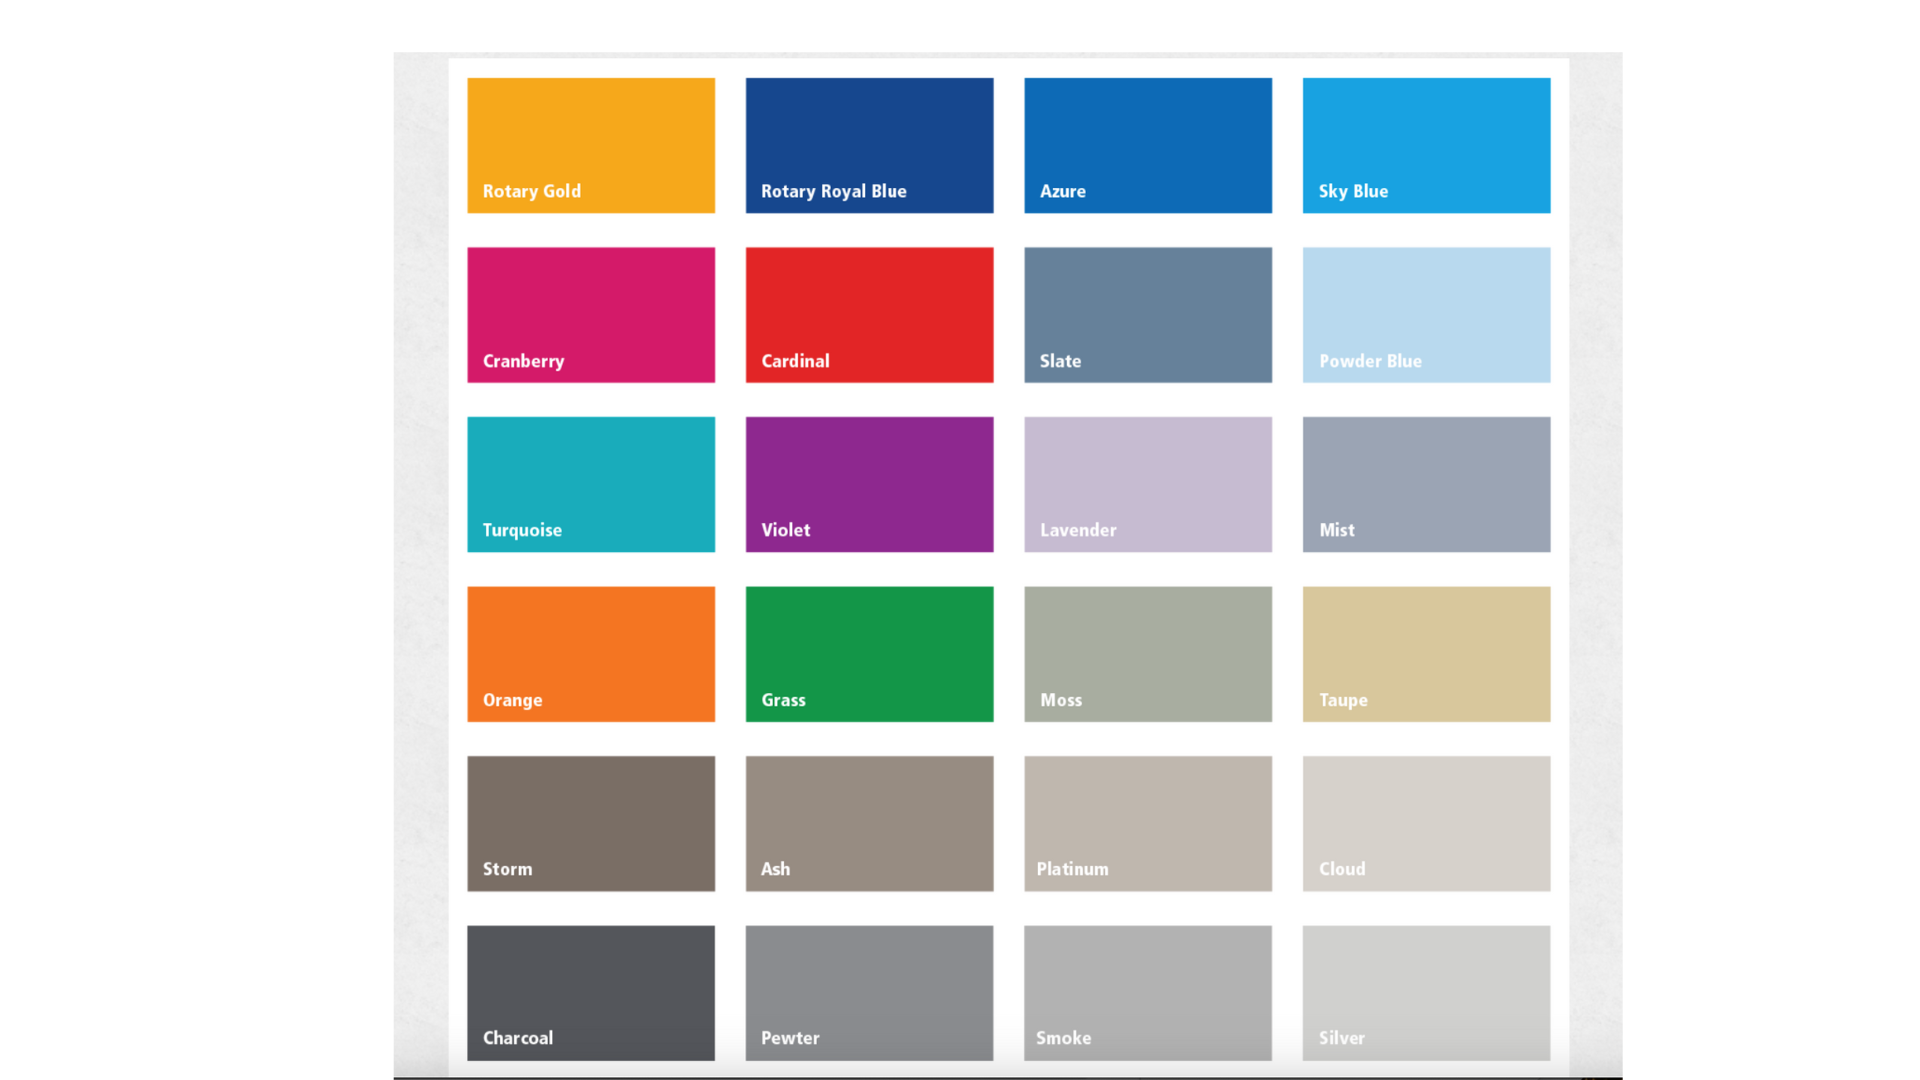 Rotary Gold
Rotary Royal Blue
Azure
Sky Blue
Cranberry
Cardinal
Slate
Powder Blue
Turquoise
Violet
Lavender
Mist
Orange
Grass
Moss
Taupe
Storm
Ash
Platinum
Cloud
Charcoal
Pewter
Smoke
Silver